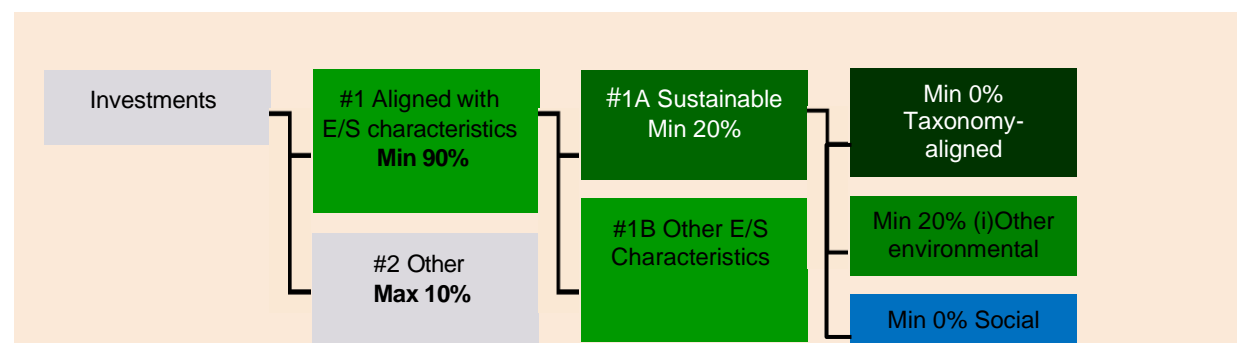 Investments
#1 Aligned with
E/S characteristics
Min 90%
#2 Other
Max 10%
#1A Sustainable
Min 20%
#1B Other E/S
Characteristics
Min 0%
Taxonomy-
aligned
Min 20% (i)Other
environmental
Min 0% Social